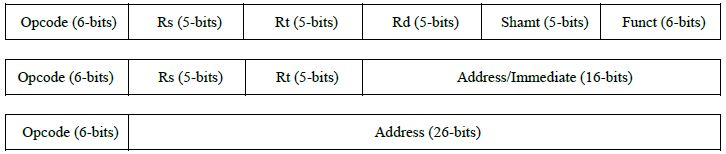 Opcode (6-bits) Rs (5-bits) Rt (5-bits) Rd (5-bits) Shamt (5-bits) Funct (6-bits)
Opcode (6-bits) Rs (5-bits) Rt (5-bits) Address/Immediate (16-bits)
Opcode (6-bits) Address (26-bits)